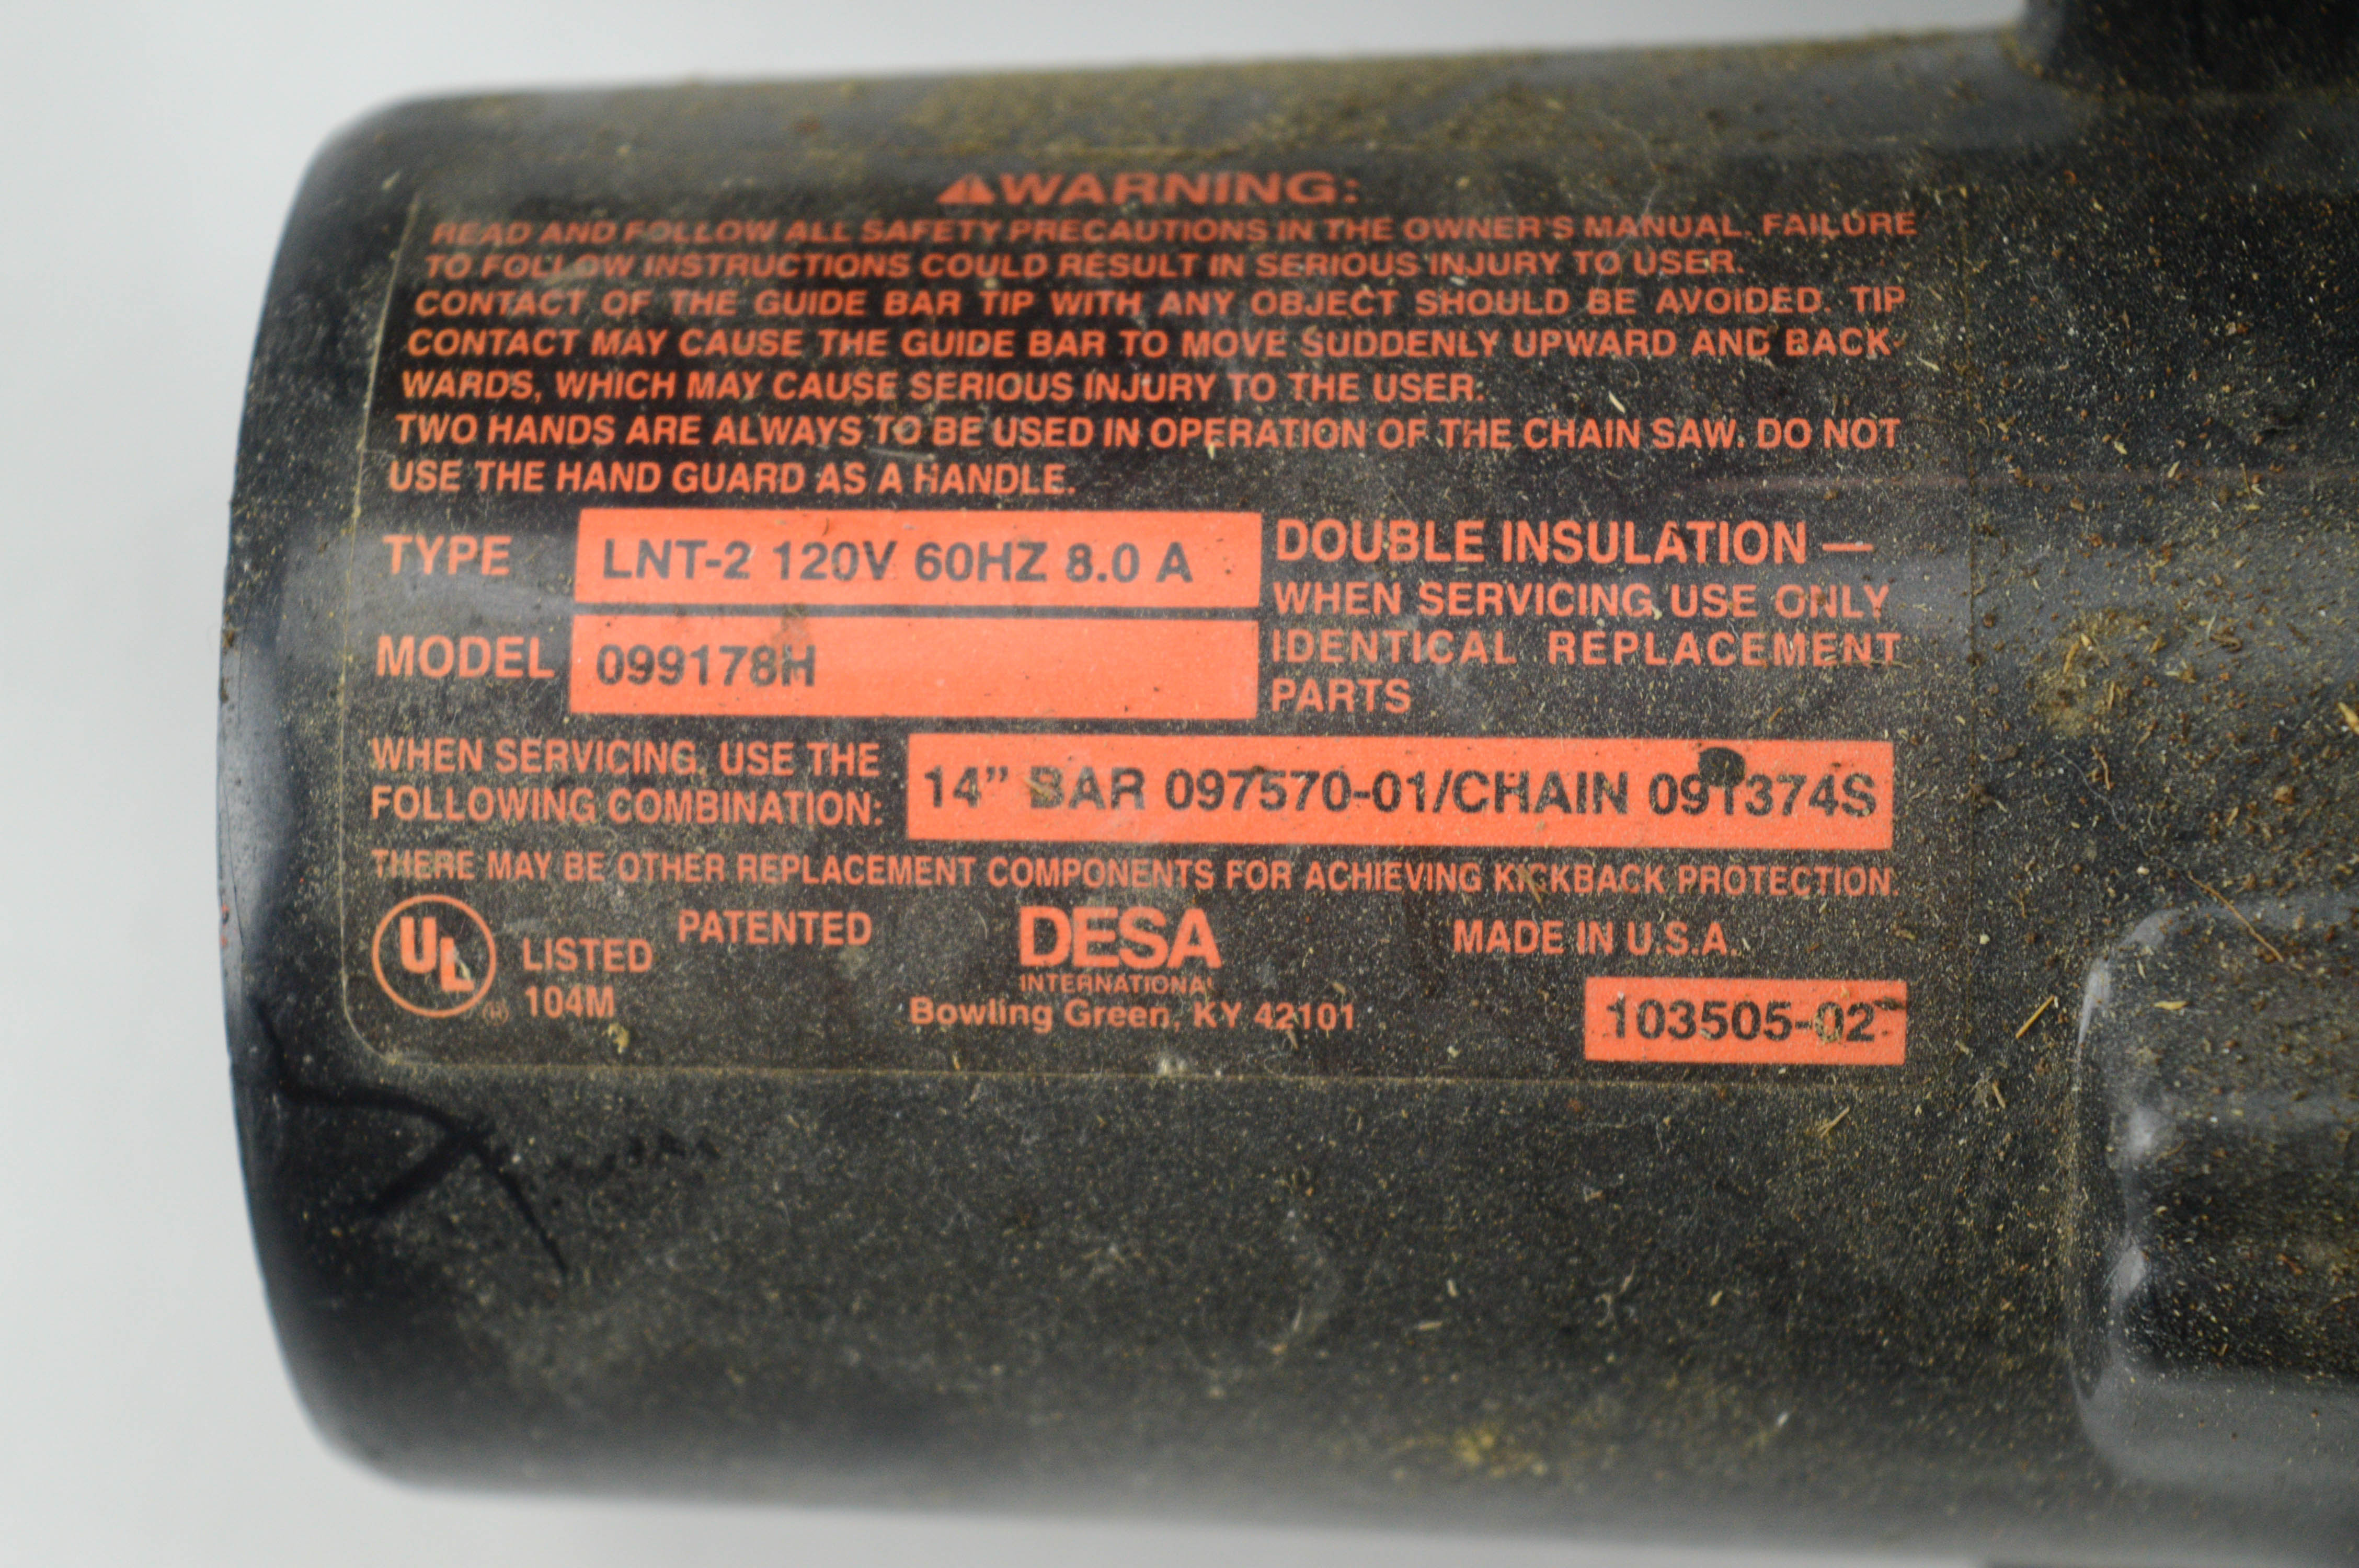 WARNING:
READ AND FOLLOW ALL SAFETY PRECAUTIONS IN THE OWNER'S MANUAL. FAILURE
TO FOLLOW INSTRUCTIONS COULD RESULT IN SERIOUS INJURY TO USER.
CONTACT OF THE GUIDE BAR TIP WITH ANY OBJECT SHOULD BE AVOIDED. TIP
CONTACT MAY CAUSE THE GUIDE BAR TO MOVE SUDDENLY UPWARD AND BACK-
WARDS, WHICH MAY CAUSE SERIOUS INJURY TO THE USER.
TWO HANDS ARE ALWAYS TO BE USED IN OPERATION OF THE CHAIN SAW. DO NOT
USE THE HAND GUARD AS A HANDLE.
TYPE LNT-2 120V 60HZ 8.0 A
MODEL 099178H
DOUBLE INSULATION —
WHEN SERVICING USE ONLY
IDENTICAL REPLACEMENT
PARTS
WHEN SERVICING, USE THE
FOLLOWING COMBINATION:
14” BAR 097570-01/CHAIN 091374S
THERE MAY BE OTHER REPLACEMENT COMPONENTS FOR ACHIEVING KICKBACK PROTECTION.
UL ®
LISTED
104M
PATENTED
DESA
INTERNATIONAL
Bowling Green, KY 42101
MADE IN U.S.A.
103505-02